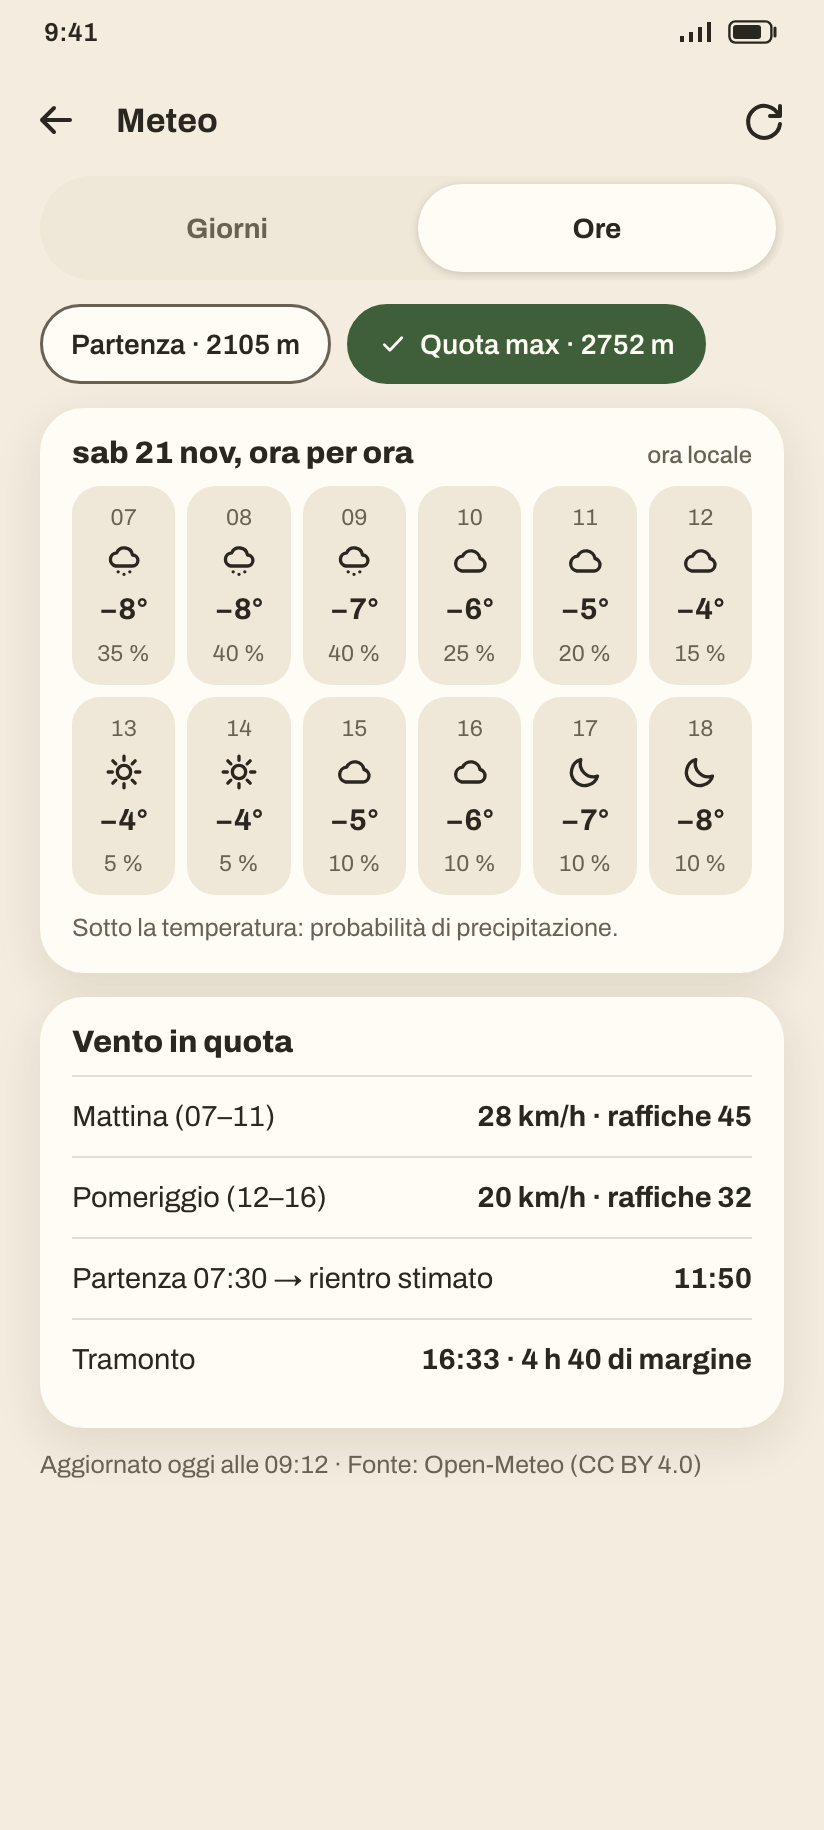 9:41
Meteo
Giorni
Ore
Partenza · 2105 m
Quota max · 2752 m
sab 21 nov, ora per ora
ora locale
07 08 09 10 11 12
−8° −8° −7° −6° −5° −4°
35 % 40 % 40 % 25 % 20 % 15 %
13 14 15 16 17 18
−4° −4° −5° −6° −7° −8°
5 % 5 % 10 % 10 % 10 % 10 %
Sotto la temperatura: probabilità di precipitazione.
Vento in quota
Mattina (07–11) 28 km/h · raffiche 45
Pomeriggio (12–16) 20 km/h · raffiche 32
Partenza 07:30 → rientro stimato 11:50
Tramonto 16:33 · 4 h 40 di margine
Aggiornato oggi alle 09:12 · Fonte: Open-Meteo (CC BY 4.0)